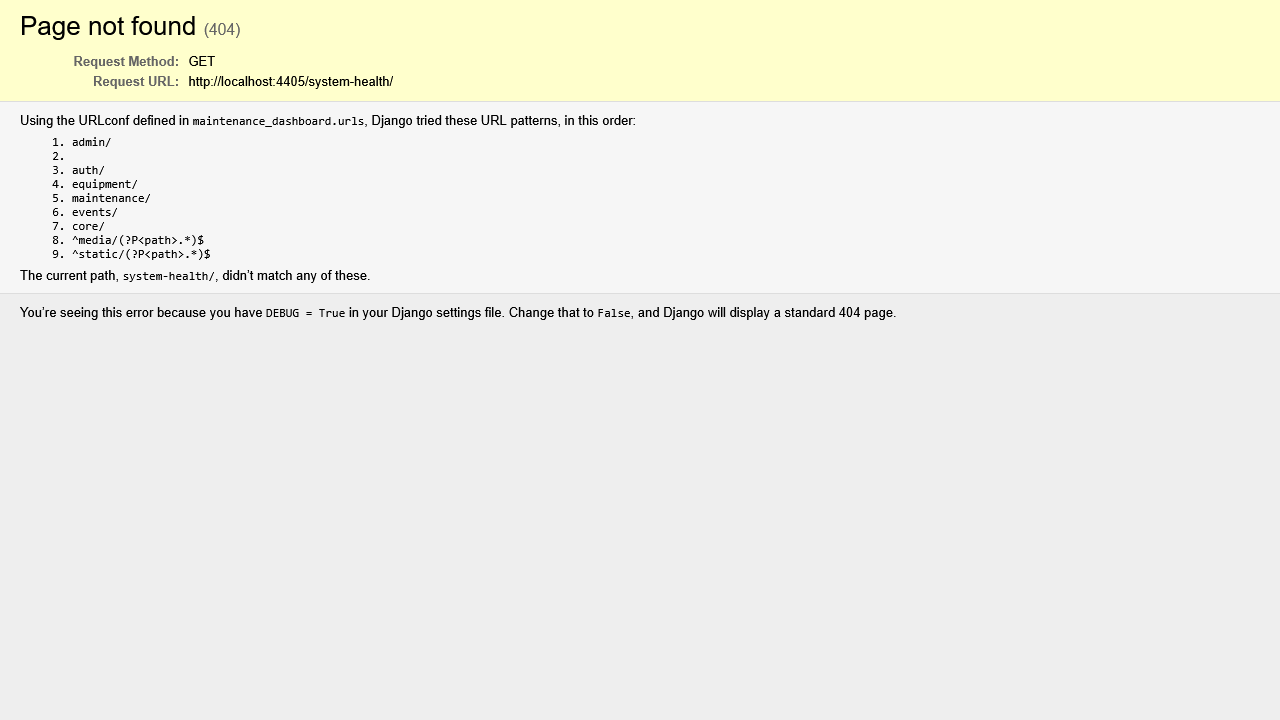 Page not found (404)
Request Method: GET
Request URL: http://localhost:4405/system-health/
Using the URLconf defined in maintenance_dashboard.urls, Django tried these URL patterns, in this order:
1. admin/
2.
3. auth/
4. equipment/
5. maintenance/
6. events/
7. core/
8. ^media/(?P<path>.*)$
9. ^static/(?P<path>.*)$
The current path, system-health/, didn’t match any of these.
You’re seeing this error because you have DEBUG = True in your Django settings file. Change that to False, and Django will display a standard 404 page.